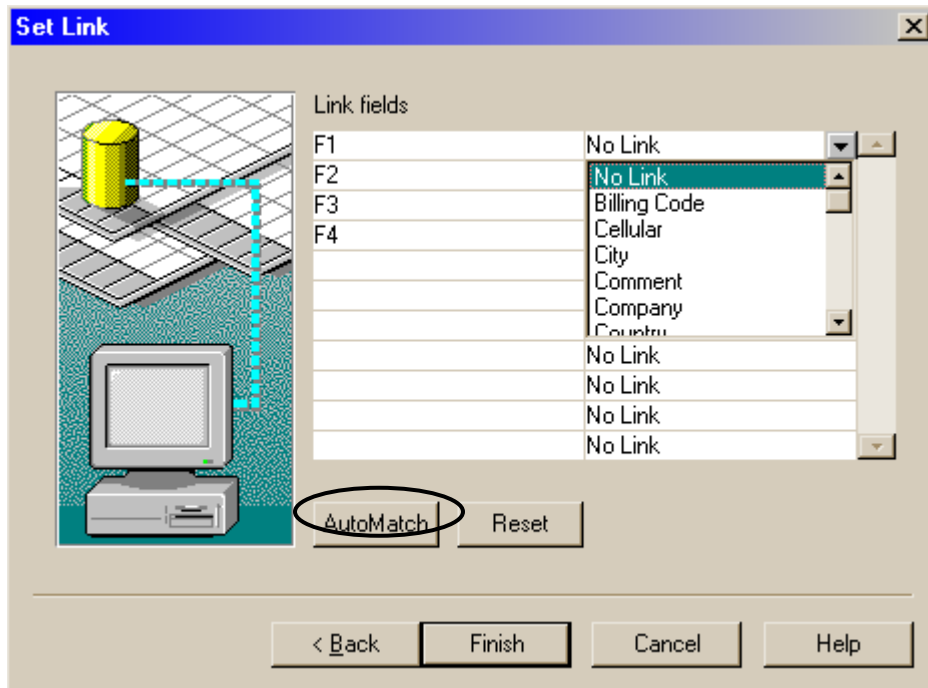 Set Link
Link fields
F1 No Link
F2 No Link
F3 Billing Code
F4 Cellular
City
Comment
Company
Country
No Link
No Link
No Link
No Link
AutoMatch Reset
< Back Finish Cancel Help